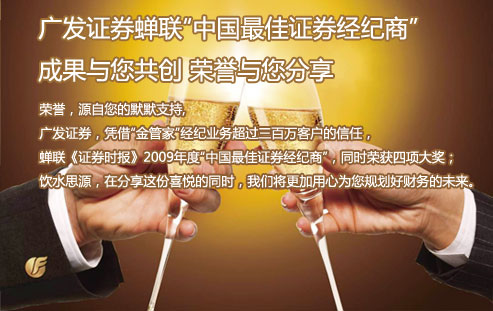 广发证券蝉联“中国最佳证券经纪商”
成果与您共创 荣誉与您分享
荣誉，源自您的默默支持，
广发证券，凭借“金管家”经纪业务超过三百万客户的信任，
蝉联《证券时报》2009年度“中国最佳证券经纪商”，同时荣获四项大奖；
饮水思源，在分享这份喜悦的同时，我们将更加用心为您规划好财务的未来。